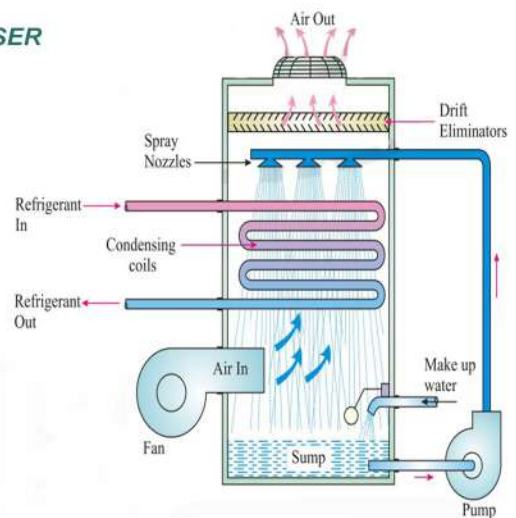 SER
Air Out
Drift
Eliminators
Spray
Nozzles
Refrigerant
In
Condensing
coils
Refrigerant
Out
Air In
Make up
water
Fan
Sump
Pump